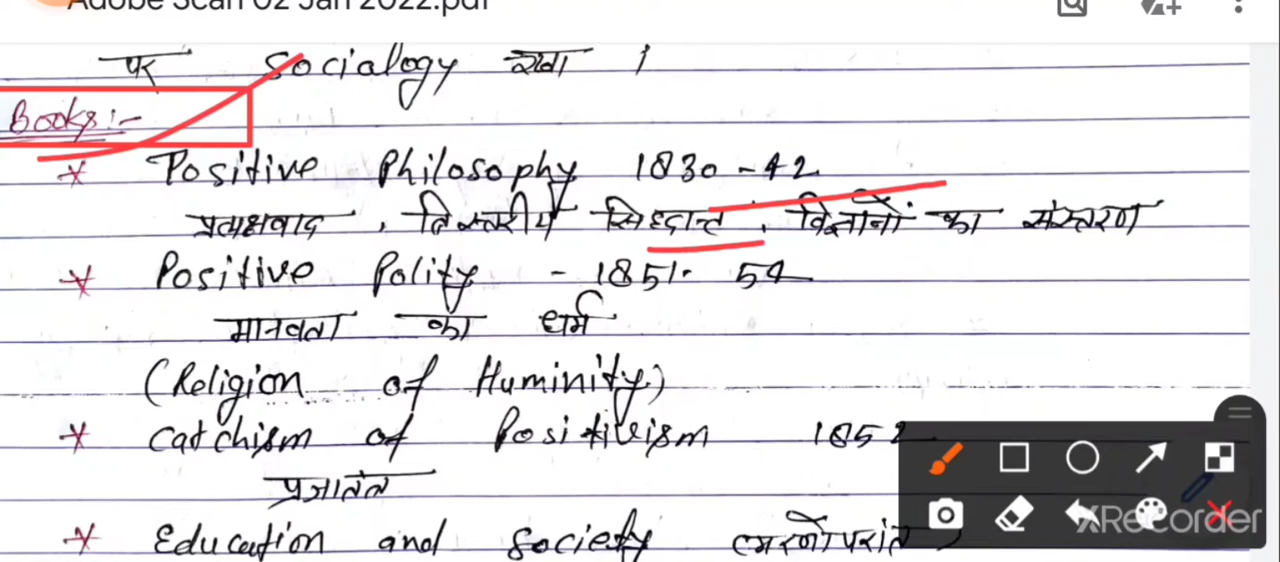 Adobe Scan 02 Jan 2022.pdf
पर Socialogy रखा ।
Books:-
* Positive Philosophy 1830-42
प्रत्यक्षवाद, त्रिस्तरीय सिद्धान्त, विज्ञानों का संस्तरण
* Positive Polity - 1851- 54
मानवता का धर्म
(Religion of Huminity)
* Catchism of Positivism 1852
प्रजातंत्र
* Education and Society (मरणोपरांत)
XRecorder